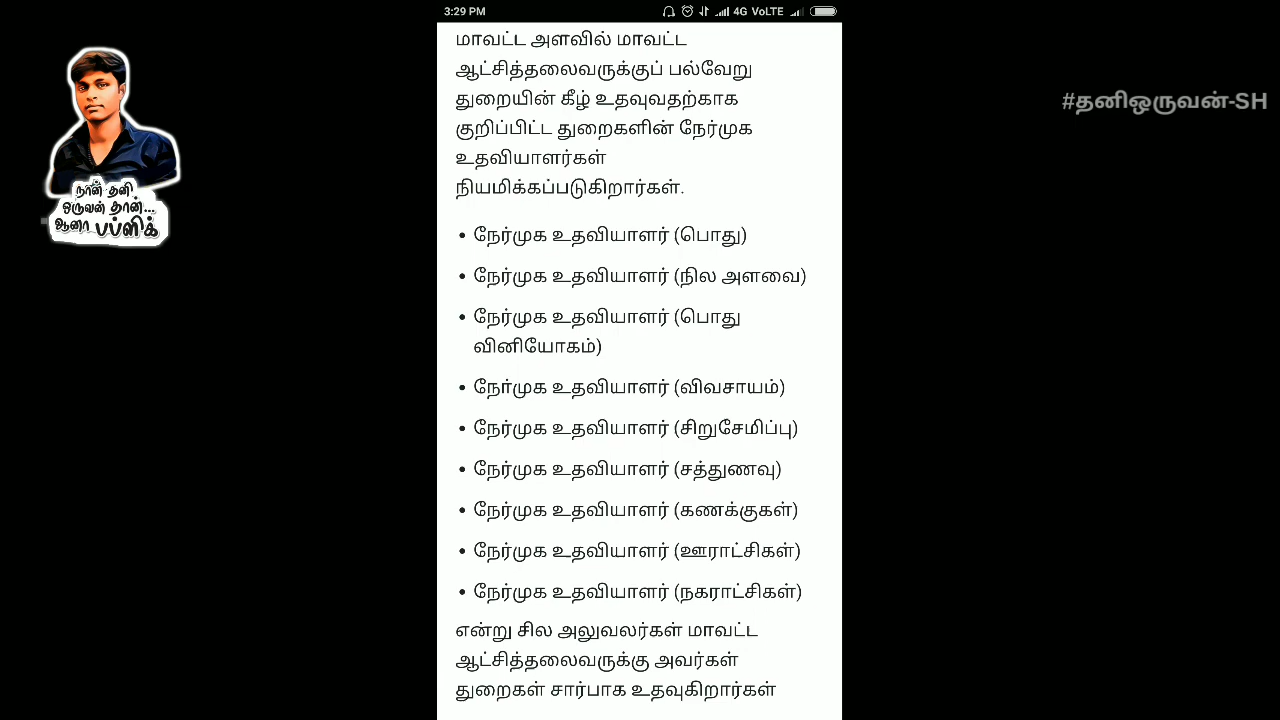 3:29 PM
4G VoLTE
மாவட்ட அளவில் மாவட்ட
ஆட்சித்தலைவருக்குப் பல்வேறு
துறையின் கீழ் உதவுவதற்காக
குறிப்பிட்ட துறைகளின் நேர்முக
உதவியாளர்கள்
நியமிக்கப்படுகிறார்கள்.
• நேர்முக உதவியாளர் (பொது)
• நேர்முக உதவியாளர் (நில அளவை)
• நேர்முக உதவியாளர் (பொது
வினியோகம்)
• நேர்முக உதவியாளர் (விவசாயம்)
• நேர்முக உதவியாளர் (சிறுசேமிப்பு)
• நேர்முக உதவியாளர் (சத்துணவு)
• நேர்முக உதவியாளர் (கணக்குகள்)
• நேர்முக உதவியாளர் (ஊராட்சிகள்)
• நேர்முக உதவியாளர் (நகராட்சிகள்)
என்று சில அலுவலர்கள் மாவட்ட
ஆட்சித்தலைவருக்கு அவர்கள்
துறைகள் சார்பாக உதவுகிறார்கள்
நான் தனி
ஒருவன் தான்...
ஆனா பப்ளிக்
#தனிஒருவன்-SH